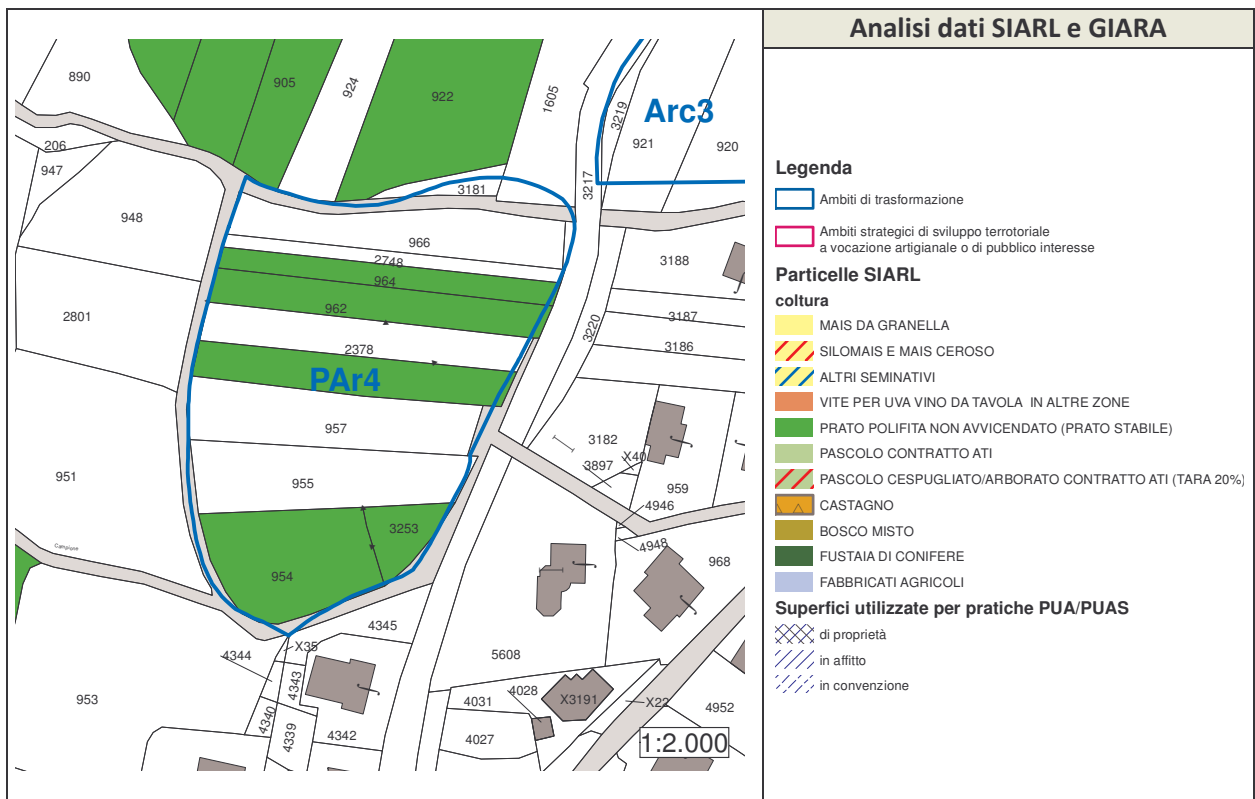 Analisi dati SIARL e GIARA
890
905
924
922
1605
3219
Arc3
921
920
206
947
948
3181
3217
966
2748
964
962
2378
PAr4
957
955
3253
954
2801
951
Campione
953
3188
3187
3220
3186
3182
X40
3897
959
4946
4948
968
4345
X35
4344
4343
4340
4339
4342
5608
4028
4031
X3191
X22
4952
4027
1:2.000
Legenda
Ambiti di trasformazione
Ambiti strategici di sviluppo terrotoriale
a vocazione artigianale o di pubblico interesse
Particelle SIARL
coltura
MAIS DA GRANELLA
SILOMAIS E MAIS CEROSO
ALTRI SEMINATIVI
VITE PER UVA VINO DA TAVOLA IN ALTRE ZONE
PRATO POLIFITA NON AVVICENDATO (PRATO STABILE)
PASCOLO CONTRATTO ATI
PASCOLO CESPUGLIATO/ARBORATO CONTRATTO ATI (TARA 20%)
CASTAGNO
BOSCO MISTO
FUSTAIA DI CONIFERE
FABBRICATI AGRICOLI
Superfici utilizzate per pratiche PUA/PUAS
di proprietà
in affitto
in convenzione